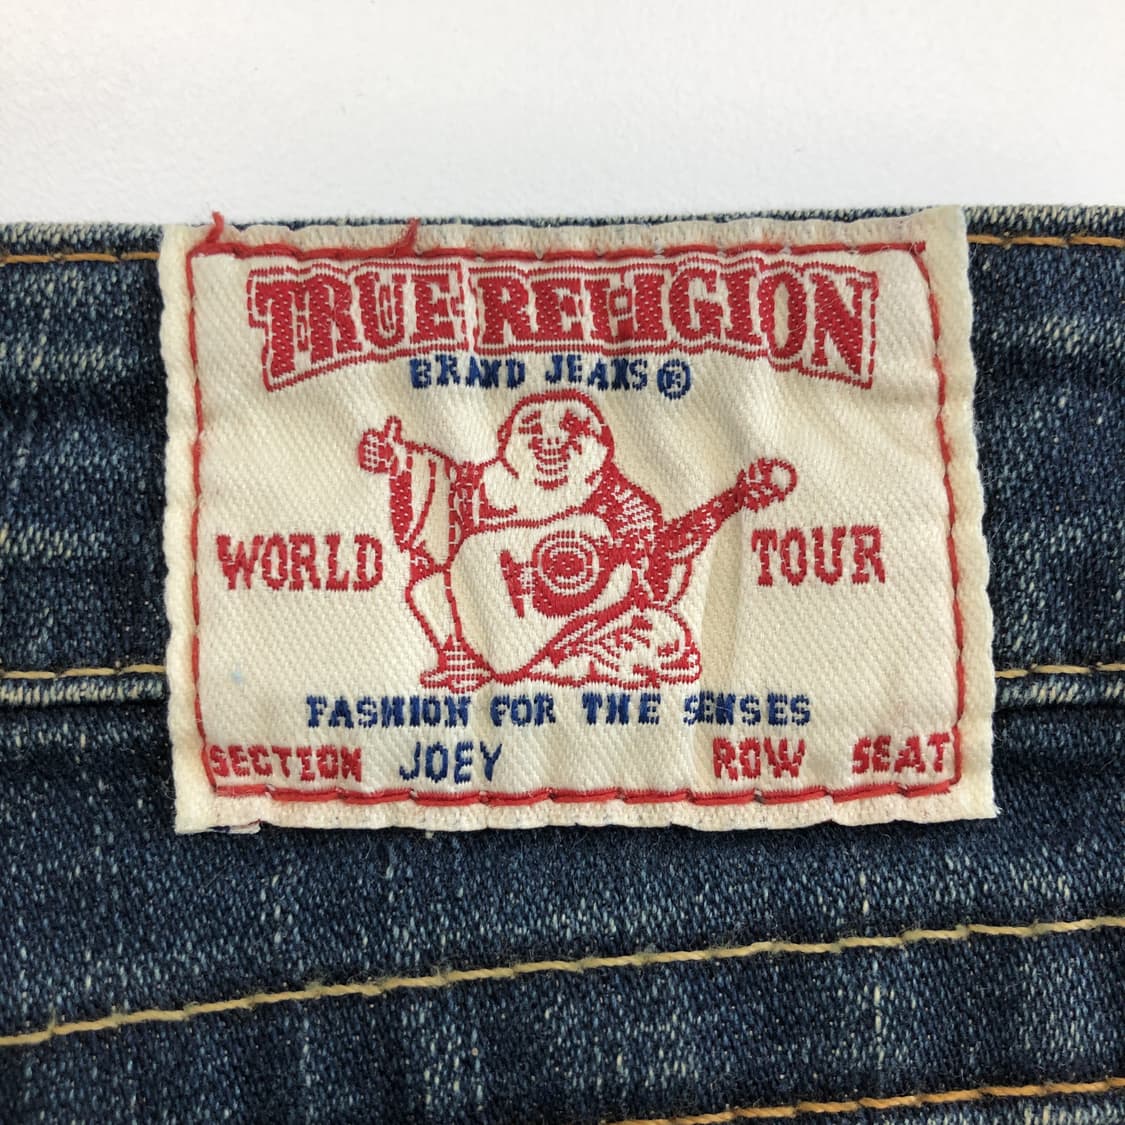 TRUE RELIGION
BRAND JEANS ®
WORLD TOUR
FASHION FOR THE SENSES
SECTION JOEY ROW SEAT